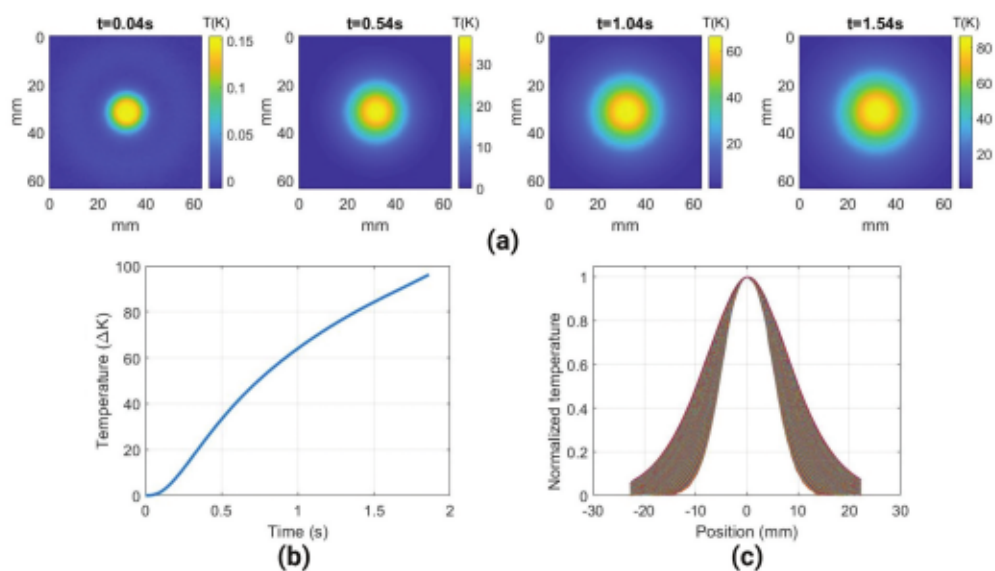 t=0.04s T(K) t=0.54s T(K) t=1.04s T(K) t=1.54s T(K)
0 0.15 0 0 60 0 80
20 0.1 20 30 20 20 60
mm mm 20 mm 40 mm
40 0.05 40 10 40 20 40 40
60 0 60 0 60 60 20
0 20 40 60 0 20 40 60 0 20 40 60 0 20 40 60
mm mm mm mm
(a)
100
80
60
40
20
0
Temperature (ΔK)
0 0.5 1 1.5 2
Time (s)
(b)
1
0.8
0.6
0.4
0.2
0
Normalized temperature
-30 -20 -10 0 10 20 30
Position (mm)
(c)